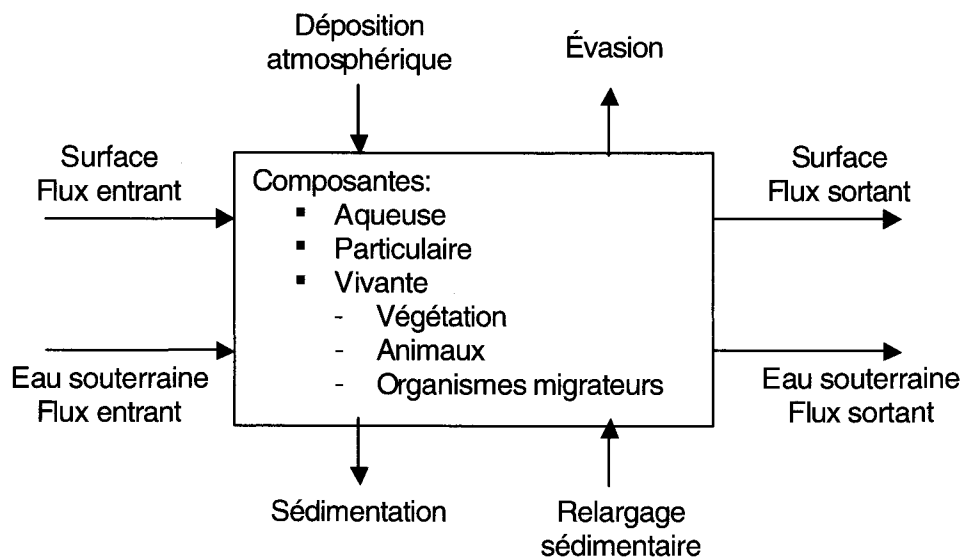 Déposition
atmosphérique
Évasion
Surface
Flux entrant
Surface
Flux sortant
Composantes:
▪ Aqueuse
▪ Particulaire
▪ Vivante
- Végétation
- Animaux
- Organismes migrateurs
Eau souterraine
Flux entrant
Eau souterraine
Flux sortant
Sédimentation
Relargage
sédimentaire